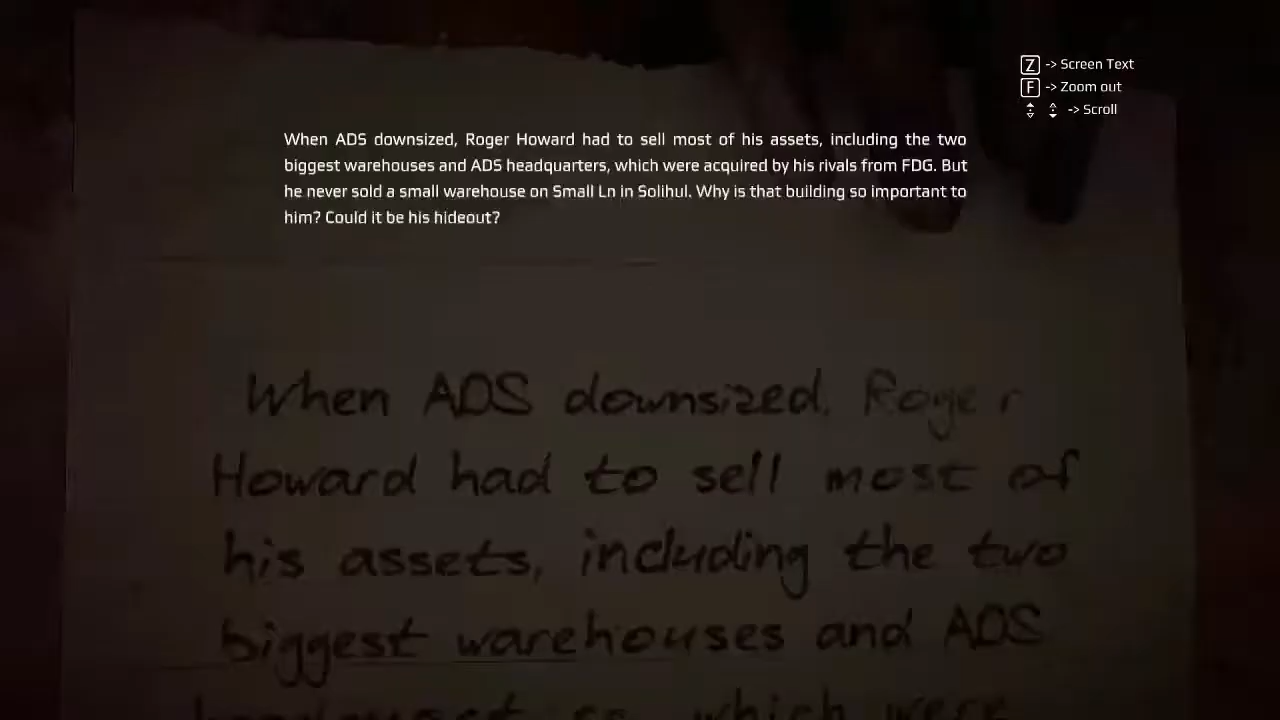 Z -> Screen Text
F -> Zoom out
-> Scroll
When ADS downsized, Roger Howard had to sell most of his assets, including the two
biggest warehouses and ADS headquarters, which were acquired by his rivals from FDG. But
he never sold a small warehouse on Small Ln in Solihul. Why is that building so important to
him? Could it be his hideout?
When ADS downsized, Roger
Howard had to sell most of
his assets, including the two
biggest warehouses and ADS
which were